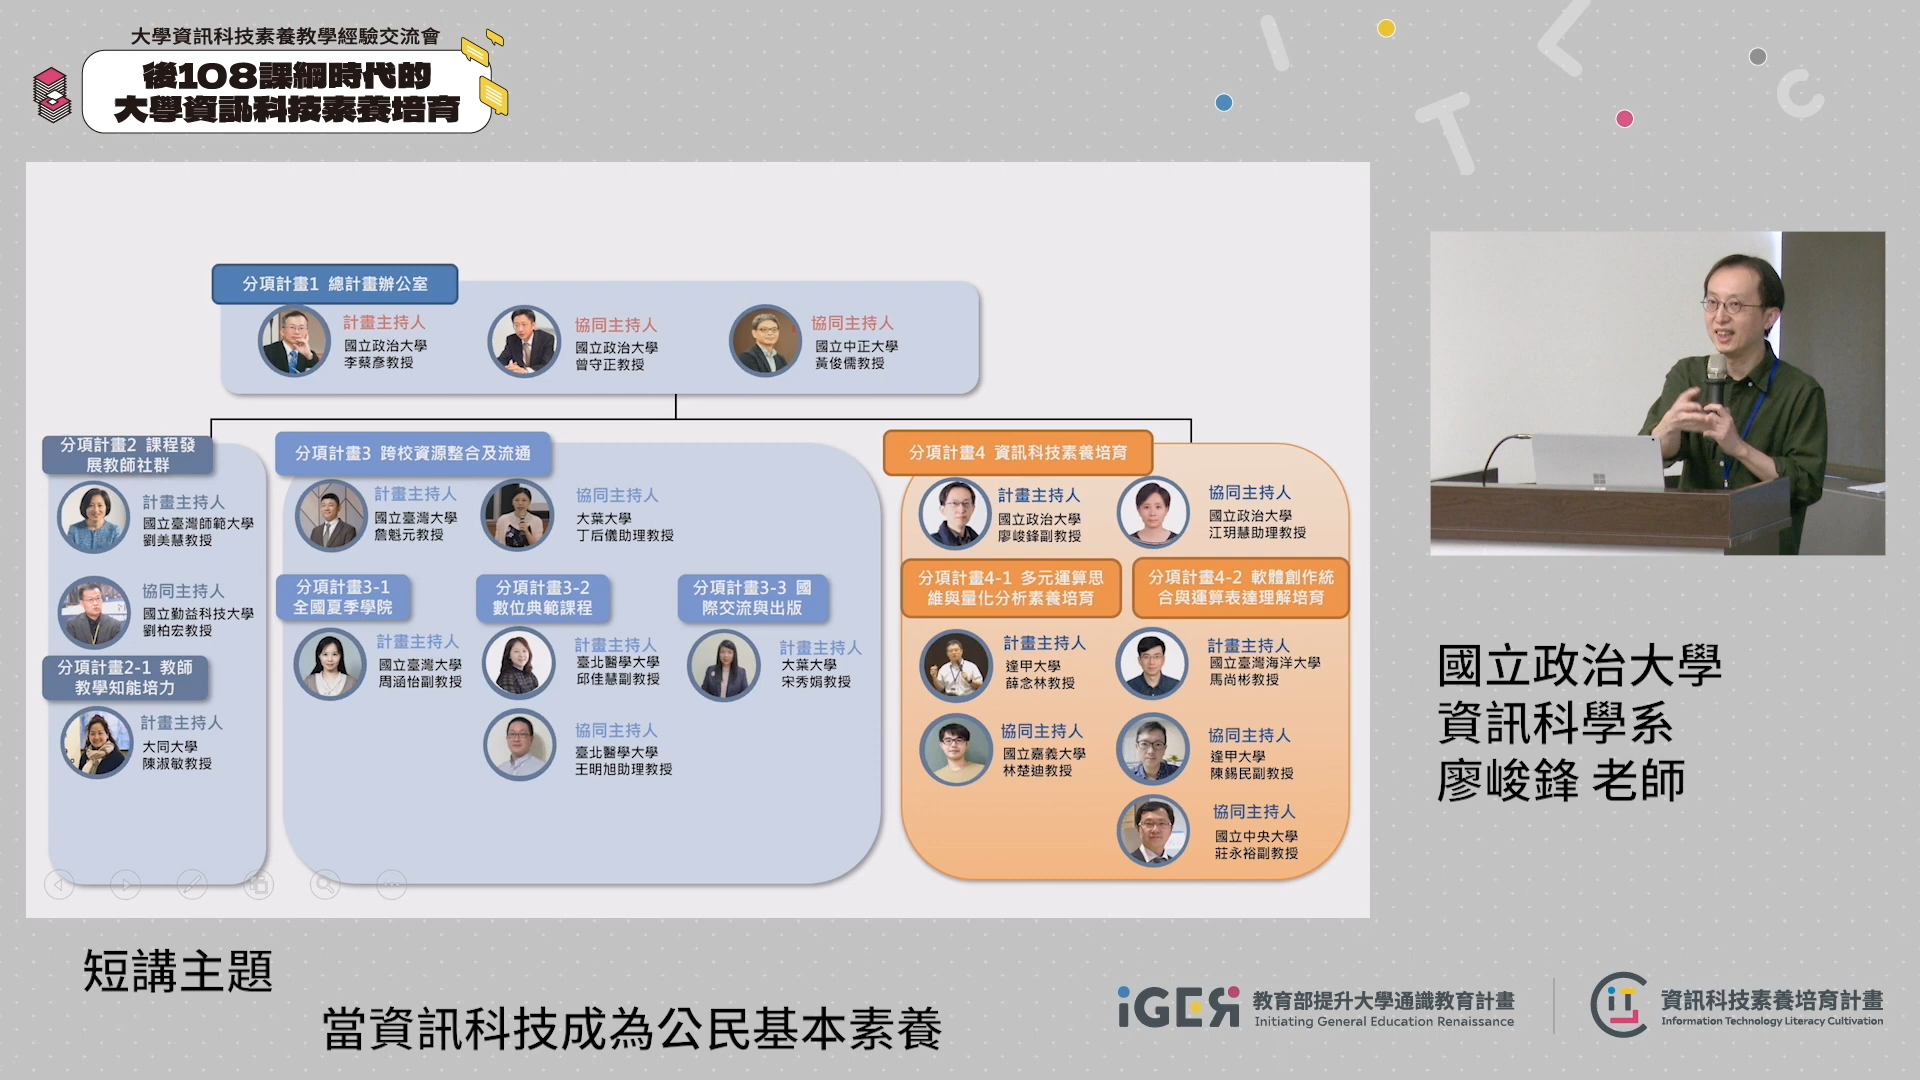 大學資訊科技素養教學經驗交流會
後108課綱時代的
大學資訊科技素養培育
分項計畫1 總計畫辦公室
計畫主持人
國立政治大學
李蔡彥教授
協同主持人
國立政治大學
曾守正教授
協同主持人
國立中正大學
黃俊儒教授
分項計畫2 課程發
展教師社群
計畫主持人
國立臺灣師範大學
劉美慧教授
協同主持人
國立勤益科技大學
劉柏宏教授
分項計畫2-1 教師
教學知能培力
計畫主持人
大同大學
陳淑敏教授
分項計畫3 跨校資源整合及流通
計畫主持人
國立臺灣大學
詹魁元教授
協同主持人
大葉大學
丁后儀助理教授
分項計畫3-1
全國夏季學院
計畫主持人
國立臺灣大學
周涵怡副教授
分項計畫3-2
數位典範課程
計畫主持人
臺北醫學大學
邱佳慧副教授
協同主持人
臺北醫學大學
王明旭助理教授
分項計畫3-3 國
際交流與出版
計畫主持人
大葉大學
宋秀娟教授
分項計畫4 資訊科技素養培育
計畫主持人
國立政治大學
廖峻鋒副教授
協同主持人
國立政治大學
江玥慧助理教授
分項計畫4-1 多元運算思
維與量化分析素養培育
計畫主持人
逢甲大學
薛念林教授
協同主持人
國立嘉義大學
林楚迪教授
分項計畫4-2 軟體創作統
合與運算表達理解培育
計畫主持人
國立臺灣海洋大學
馬尚彬教授
協同主持人
逢甲大學
陳錫民副教授
協同主持人
國立中央大學
莊永裕副教授
國立政治大學
資訊科學系
廖峻鋒 老師
短講主題
當資訊科技成為公民基本素養
iGER
教育部提升大學通識教育計畫
Initiating General Education Renaissance
資訊科技素養培育計畫
Information Technology Literacy Cultivation